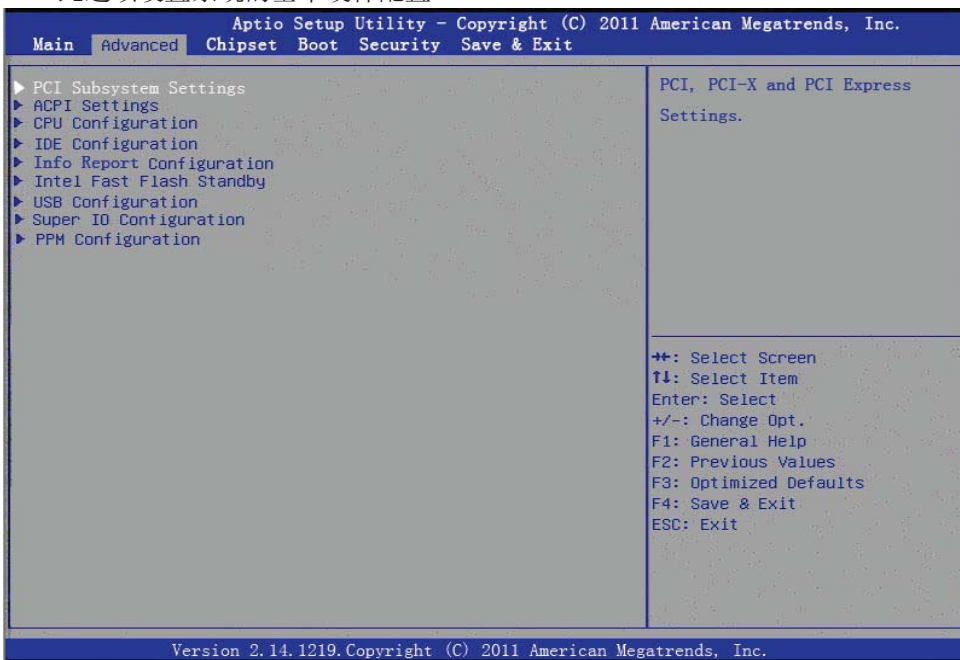 Aptio Setup Utility - Copyright (C) 2011 American Megatrends, Inc.
Main Advanced Chipset Boot Security Save & Exit
PCI Subsystem Settings
ACPI Settings
CPU Configuration
IDE Configuration
Info Report Configuration
Intel Fast Flash Standby
USB Configuration
Super IO Configuration
PPM Configuration
PCI, PCI-X and PCI Express
Settings.
→←: Select Screen
↑↓: Select Item
Enter: Select
+/-: Change Opt.
F1: General Help
F2: Previous Values
F3: Optimized Defaults
F4: Save & Exit
ESC: Exit
Version 2.14.1219.Copyright (C) 2011 American Megatrends, Inc.